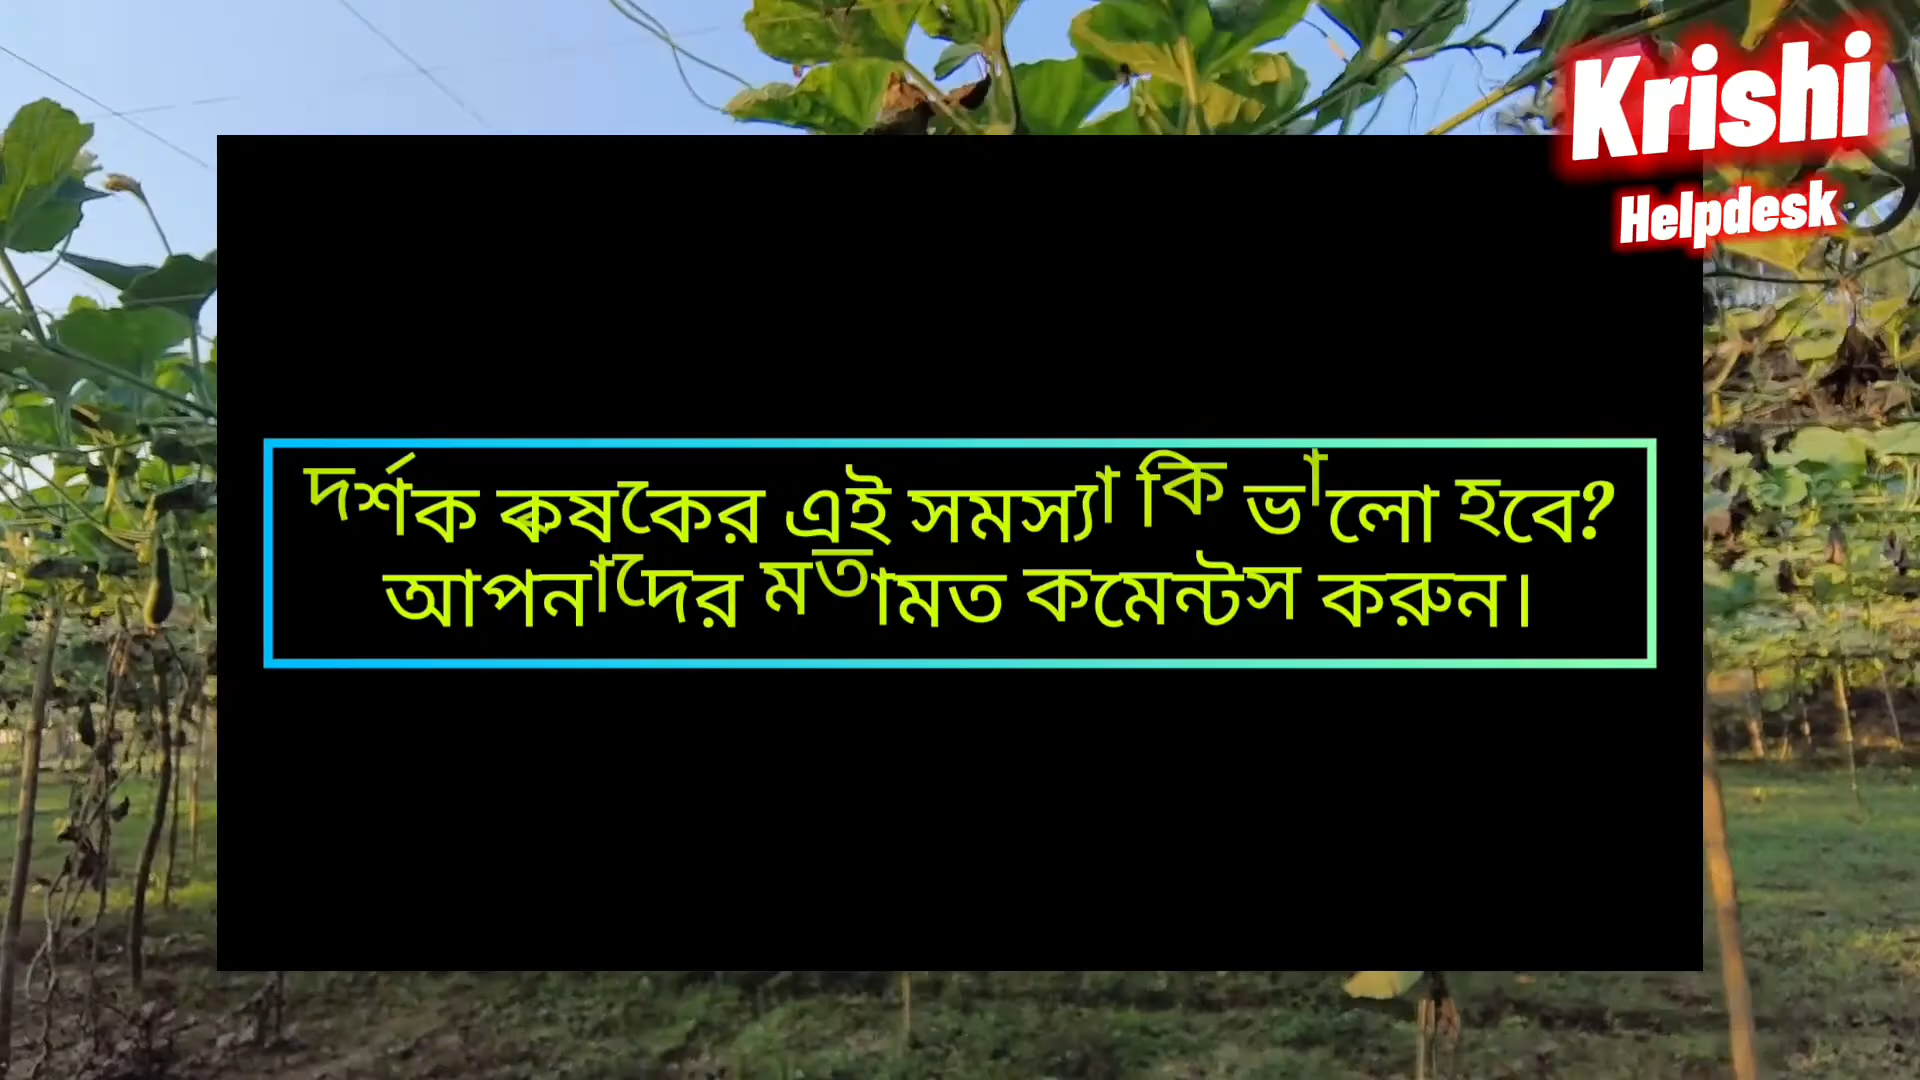 Krishi
Helpdesk
দর্শক কৃষকের এই সমস্যা কি ভালো হবে?
আপনাদের মতামত কমেন্টস করুন।